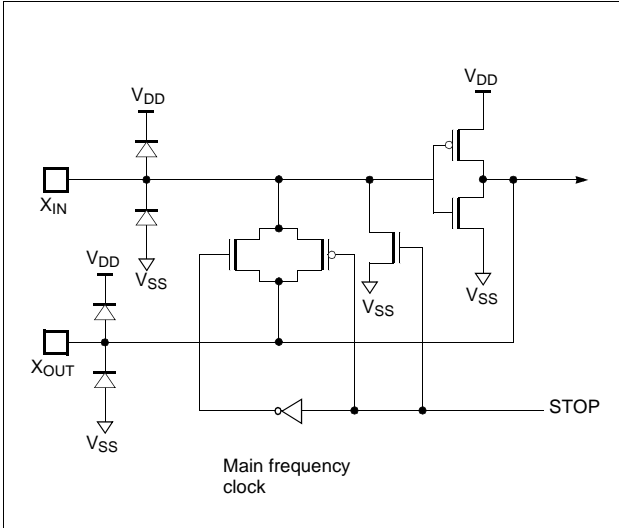 VDD
VDD
XIN
VSS
VDD
VSS
VSS
XOUT
STOP
VSS
Main frequency
clock